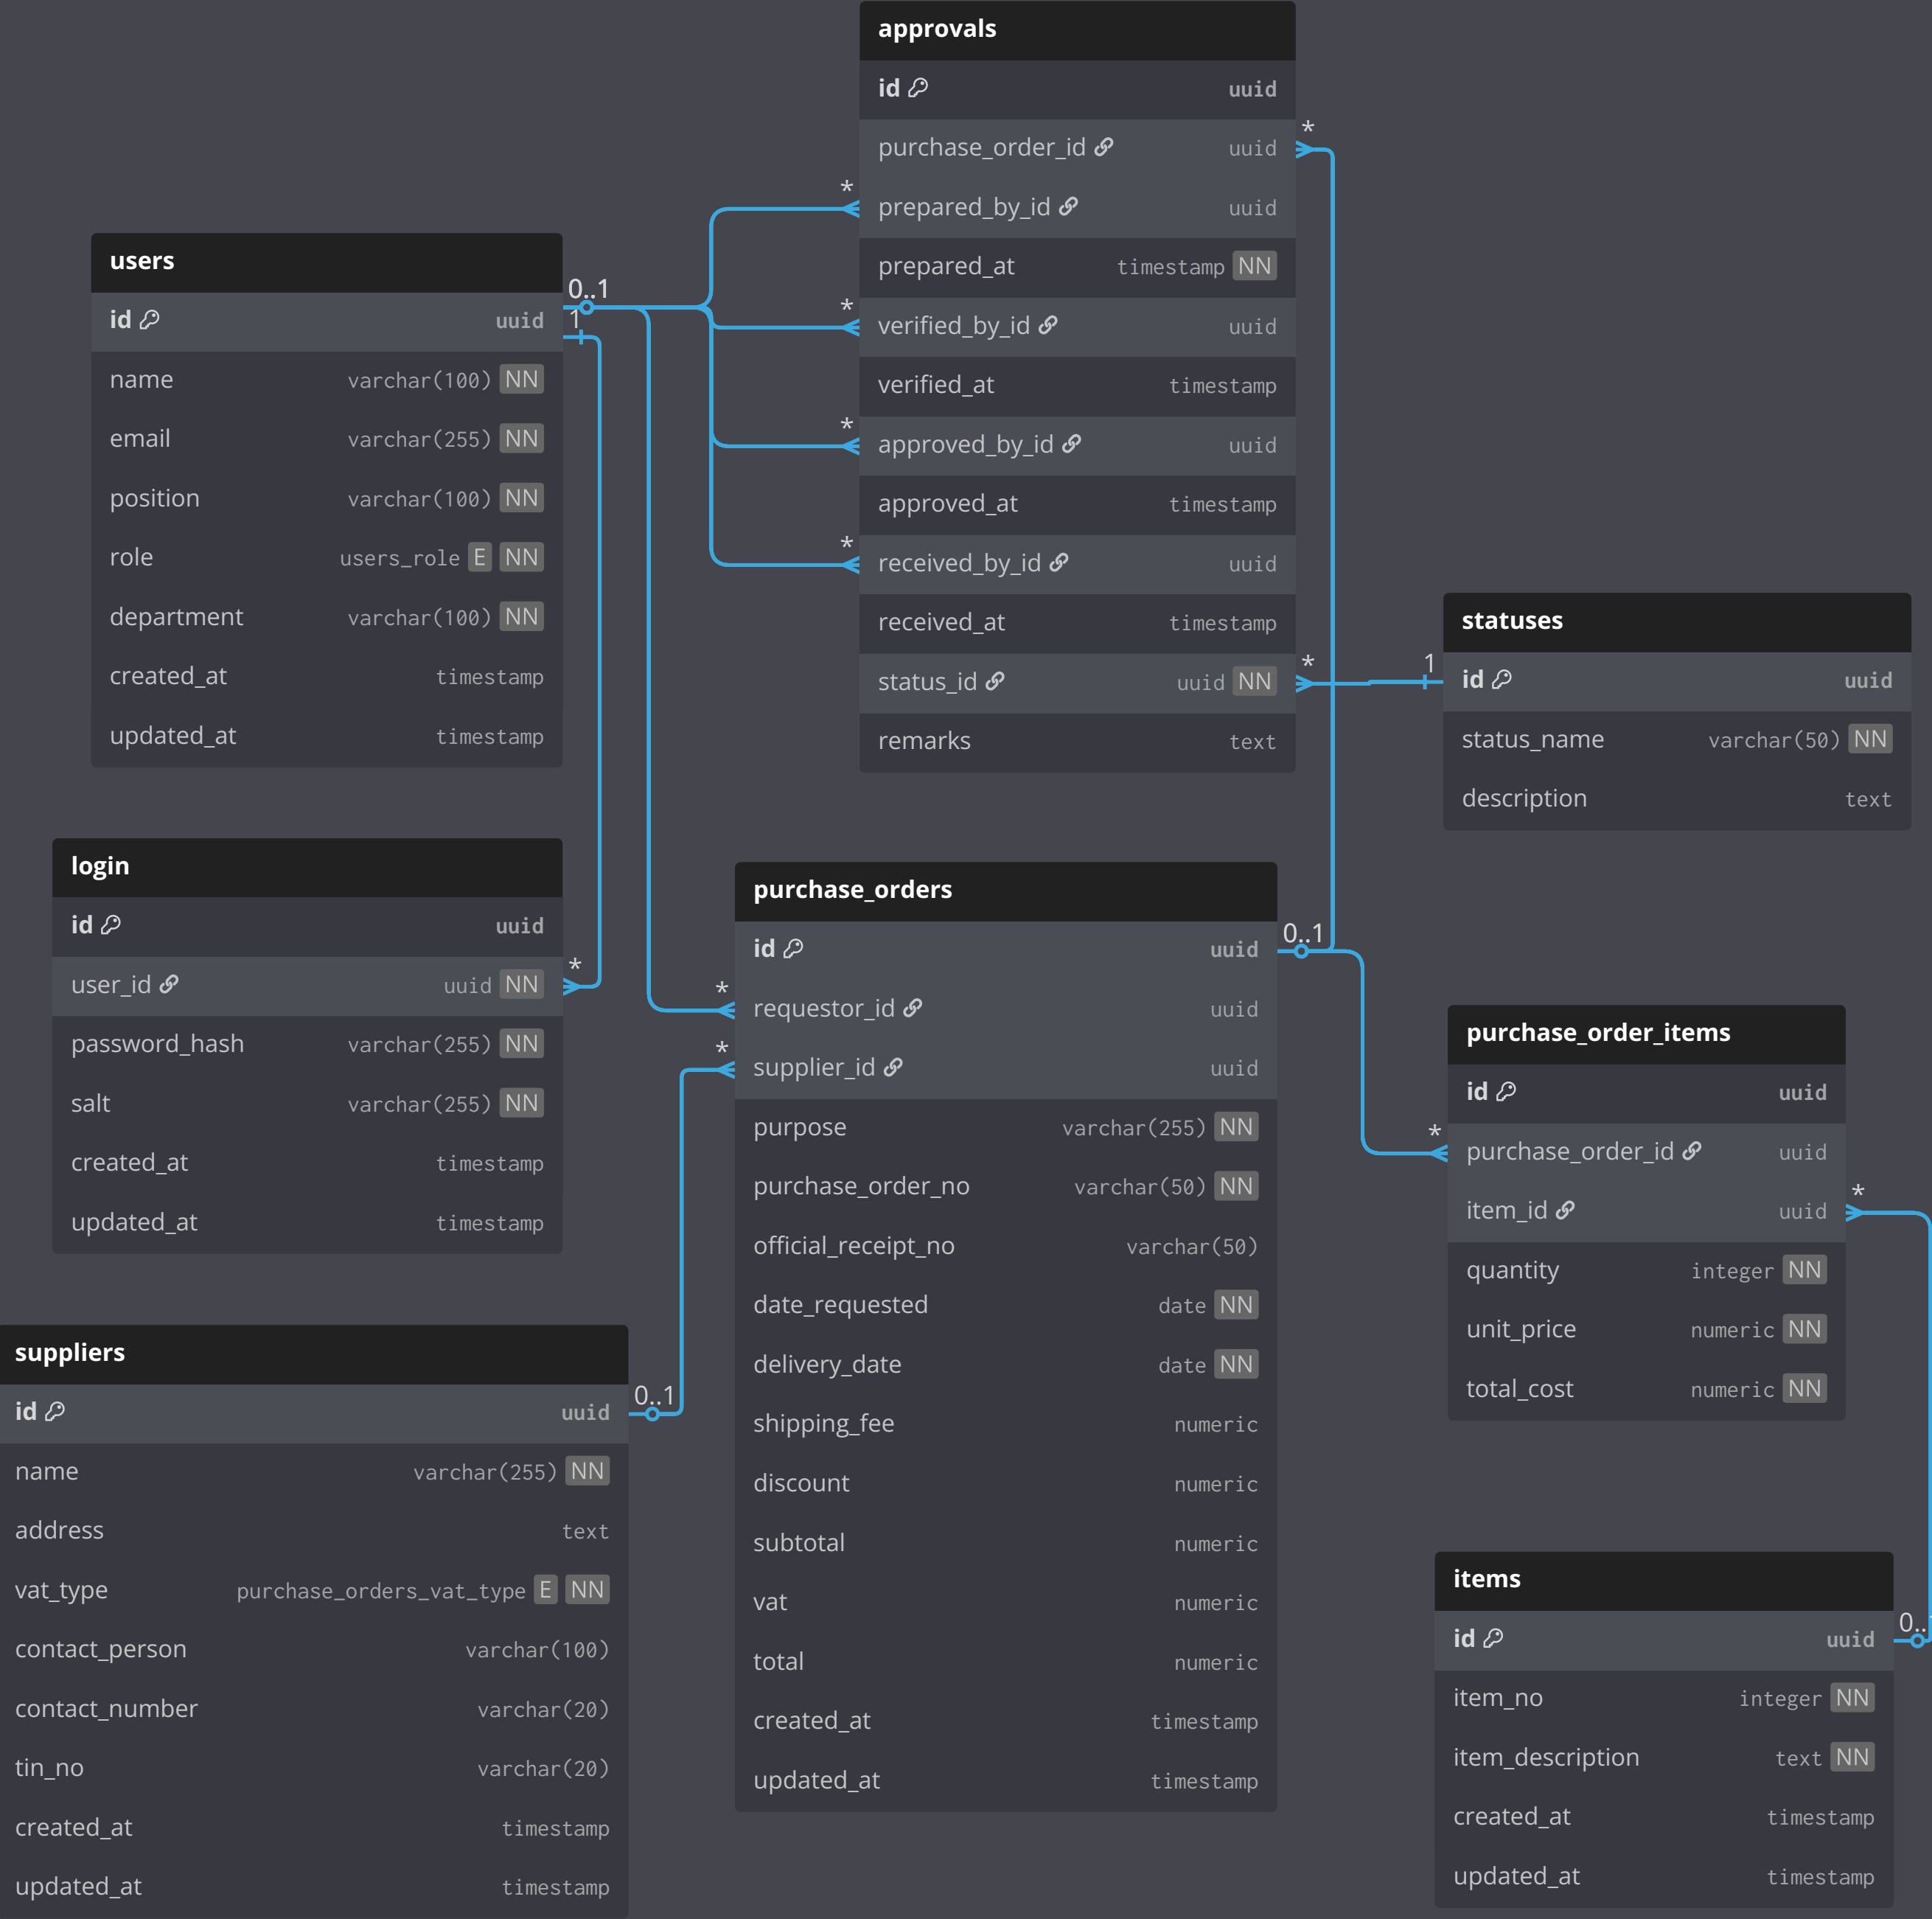 approvals
id uuid
purchase_order_id uuid
prepared_by_id uuid
prepared_at timestamp NN
verified_by_id uuid
verified_at timestamp
approved_by_id uuid
approved_at timestamp
received_by_id uuid
received_at timestamp
status_id uuid NN
remarks text
*
*
*
*
*
*
users
id uuid
name varchar(100) NN
email varchar(255) NN
position varchar(100) NN
role users_role E NN
department varchar(100) NN
created_at timestamp
updated_at timestamp
0..1
1
statuses
id uuid
status_name varchar(50) NN
description text
1
login
id uuid
user_id uuid NN
password_hash varchar(255) NN
salt varchar(255) NN
created_at timestamp
updated_at timestamp
*
purchase_orders
id uuid
requestor_id uuid
supplier_id uuid
purpose varchar(255) NN
purchase_order_no varchar(50) NN
official_receipt_no varchar(50)
date_requested date NN
delivery_date date NN
shipping_fee numeric
discount numeric
subtotal numeric
vat numeric
total numeric
created_at timestamp
updated_at timestamp
0..1
*
*
purchase_order_items
id uuid
purchase_order_id uuid
item_id uuid
quantity integer NN
unit_price numeric NN
total_cost numeric NN
*
*
suppliers
id uuid
name varchar(255) NN
address text
vat_type purchase_orders_vat_type E NN
contact_person varchar(100)
contact_number varchar(20)
tin_no varchar(20)
created_at timestamp
updated_at timestamp
0..1
items
id uuid
item_no integer NN
item_description text NN
created_at timestamp
updated_at timestamp
0..